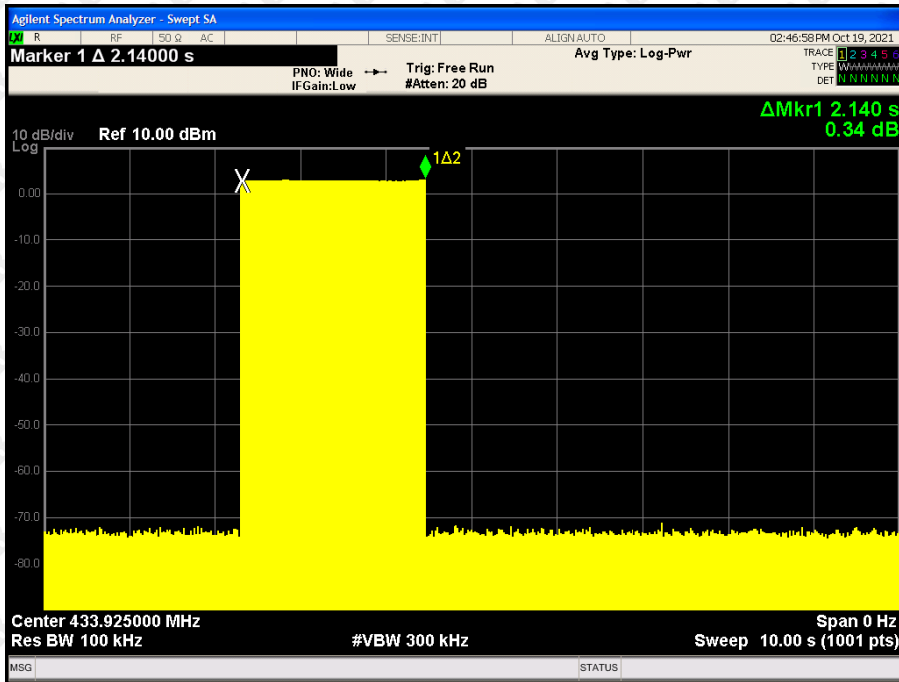 Agilent Spectrum Analyzer - Swept SA
LXI R RF 50 Ω AC SENSE:INT ALIGN AUTO 02:46:58 PM Oct 19, 2021
Marker 1 Δ 2.14000 s
PNO: Wide
IFGain:Low
Trig: Free Run
#Atten: 20 dB
Avg Type: Log-Pwr
TRACE 1 2 3 4 5 6
TYPE
DET N N N N N N
ΔMkr1 2.140 s
0.34 dB
10 dB/div Ref 10.00 dBm
Log
1Δ2
0.00
-10.0
-20.0
-30.0
-40.0
-50.0
-60.0
-70.0
-80.0
Center 433.925000 MHz Span 0 Hz
Res BW 100 kHz #VBW 300 kHz Sweep 10.00 s (1001 pts)
MSG STATUS